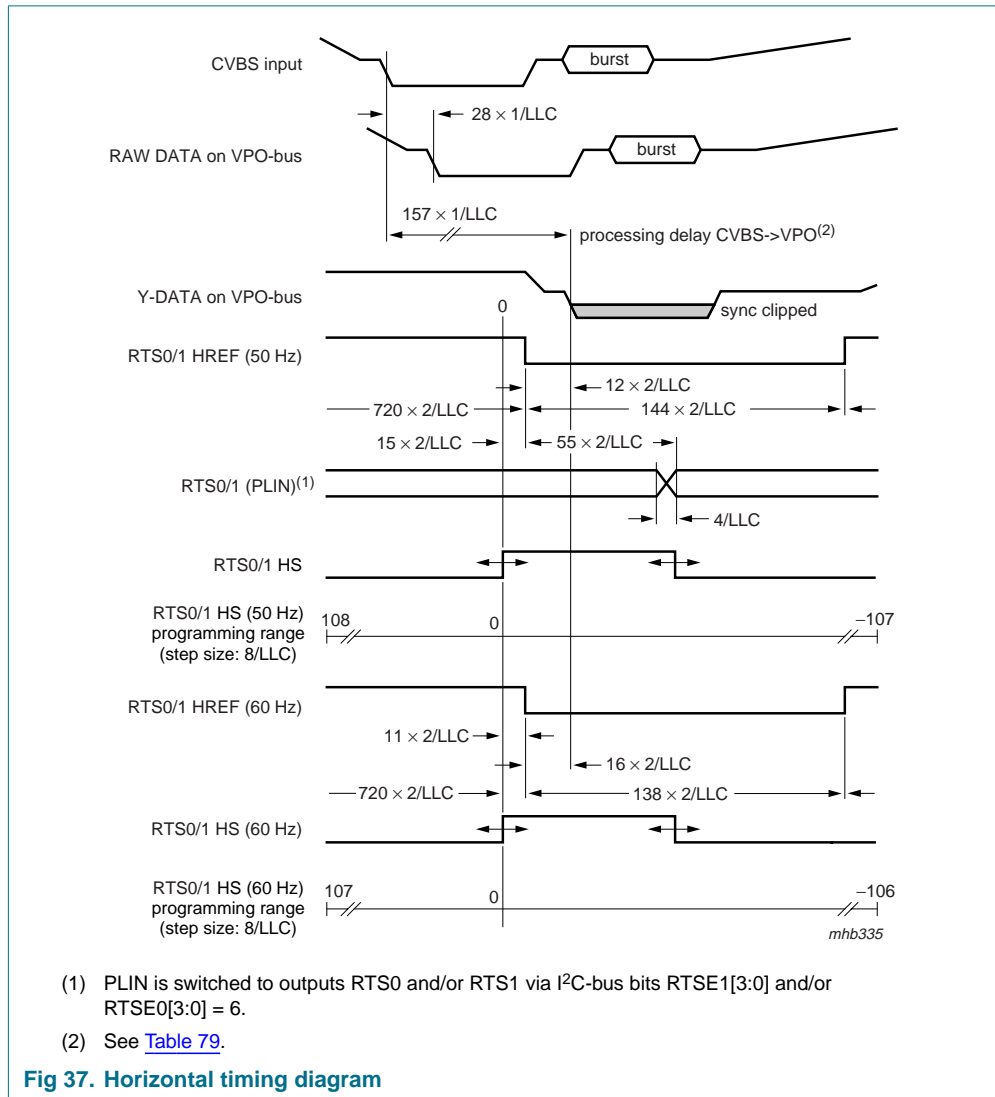 CVBS input
burst
28 × 1/LLC
RAW DATA on VPO-bus
burst
157 × 1/LLC
processing delay CVBS->VPO(2)
Y-DATA on VPO-bus
0
sync clipped
RTS0/1 HREF (50 Hz)
12 × 2/LLC
720 × 2/LLC
144 × 2/LLC
15 × 2/LLC
55 × 2/LLC
RTS0/1 (PLIN)(1)
4/LLC
RTS0/1 HS
RTS0/1 HS (50 Hz)
programming range
(step size: 8/LLC)
108
0
−107
RTS0/1 HREF (60 Hz)
11 × 2/LLC
16 × 2/LLC
720 × 2/LLC
138 × 2/LLC
RTS0/1 HS (60 Hz)
RTS0/1 HS (60 Hz)
programming range
(step size: 8/LLC)
107
0
−106
mhb335
(1) PLIN is switched to outputs RTS0 and/or RTS1 via I2C-bus bits RTSE1[3:0] and/or
RTSE0[3:0] = 6.
(2) See Table 79.
Fig 37. Horizontal timing diagram